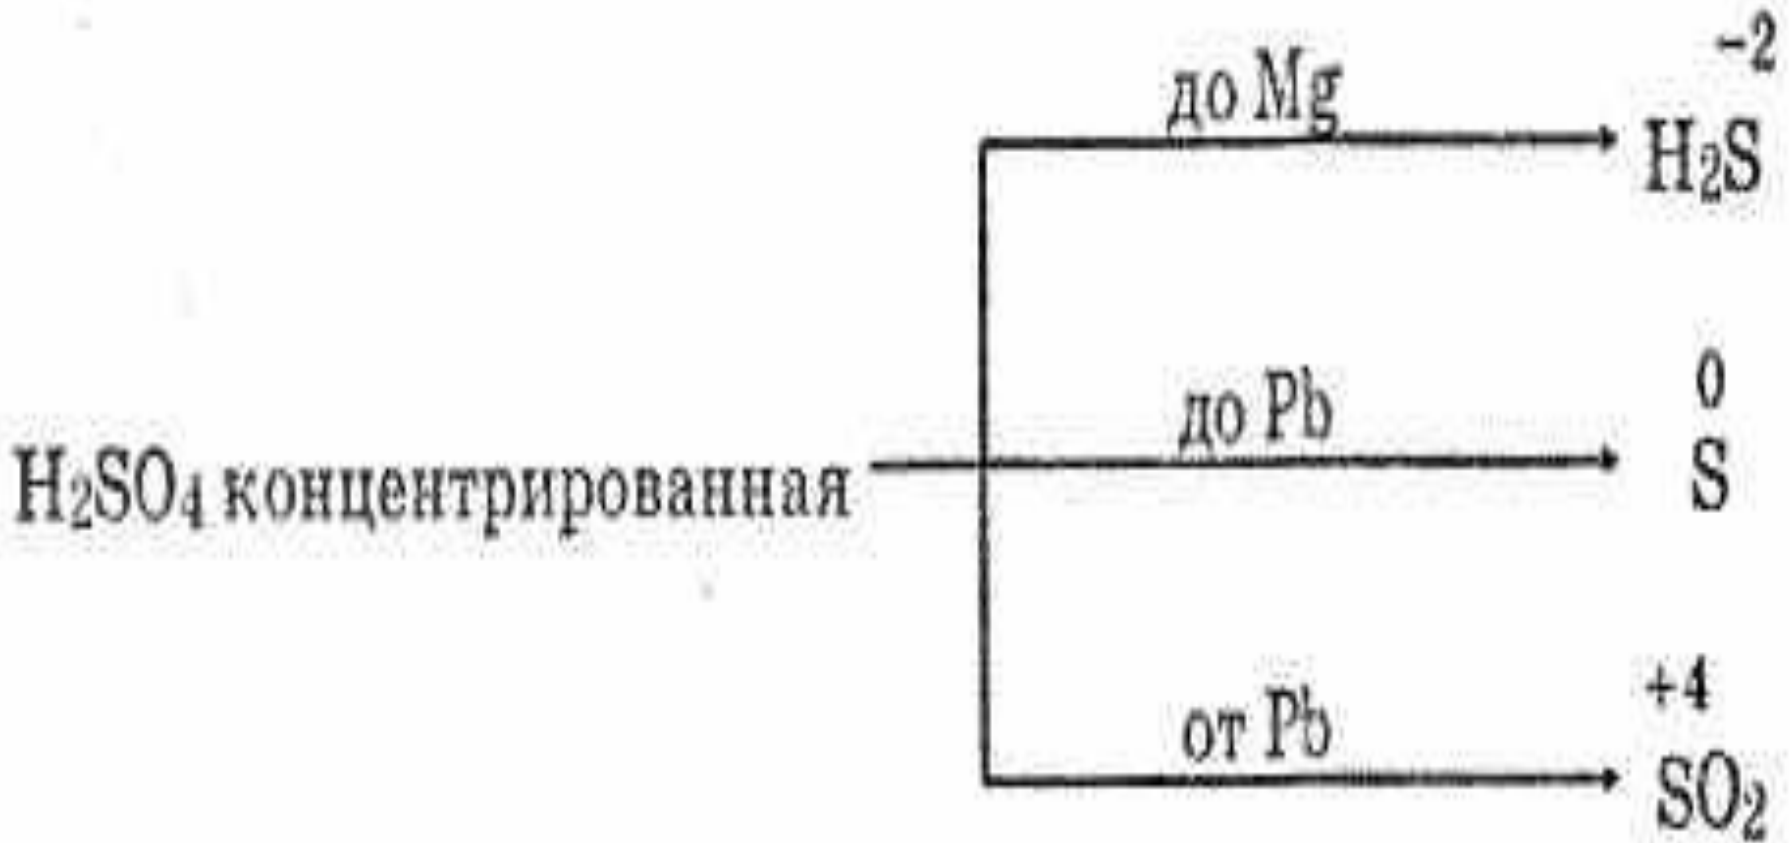 -2
до Mg
H₂S
0
до Pb
S
H₂SO₄ концентрированная
+4
от Pb
SO₂